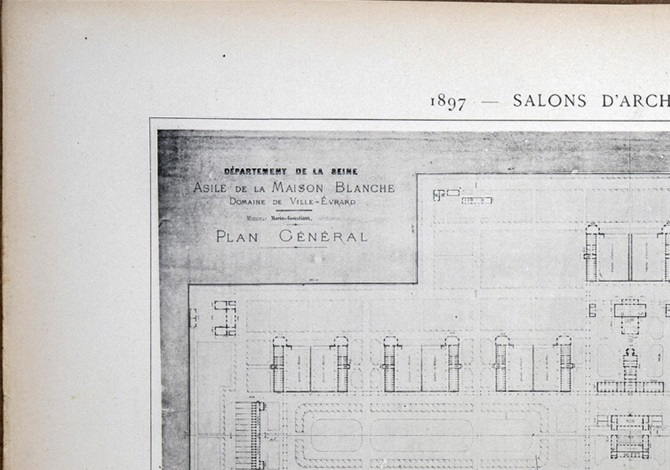 1897 — SALONS D'ARCH
DÉPARTEMENT DE LA SEINE
ASILE DE LA MAISON BLANCHE
DOMAINE DE VILLE-ÉVRARD
PLAN GÉNÉRAL